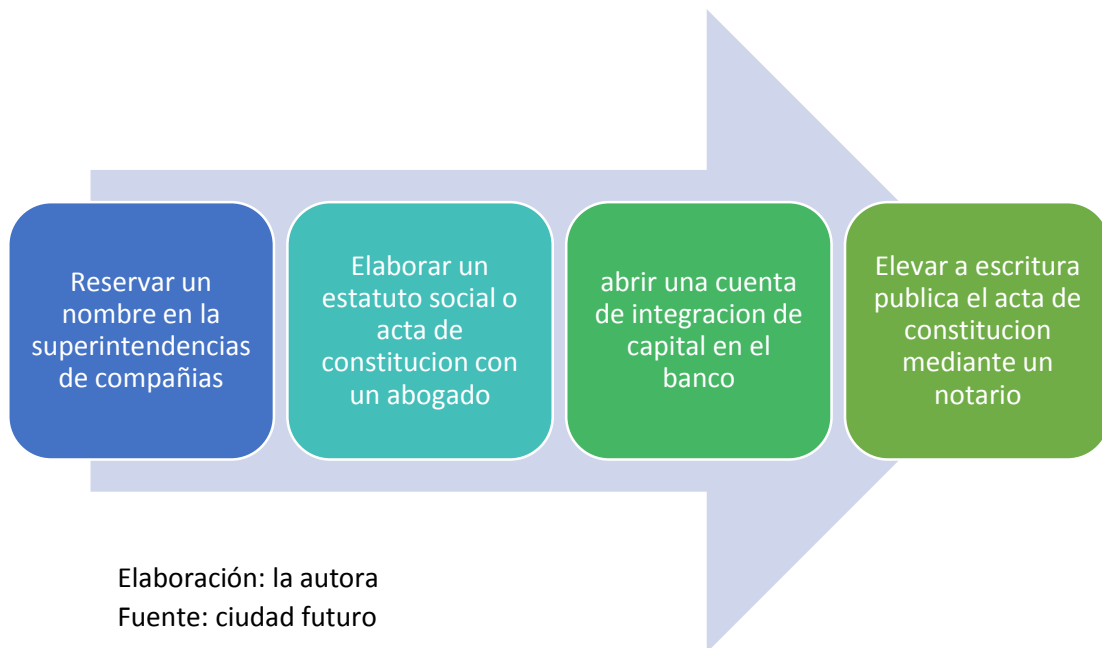 Reservar un
nombre en la
superintendencias
de compañias
Elaborar un
estatuto social o
acta de
constitucion con
un abogado
abrir una cuenta
de integracion de
capital en el
banco
Elevar a escritura
publica el acta de
constitucion
mediante un
notario
Elaboración: la autora
Fuente: ciudad futuro